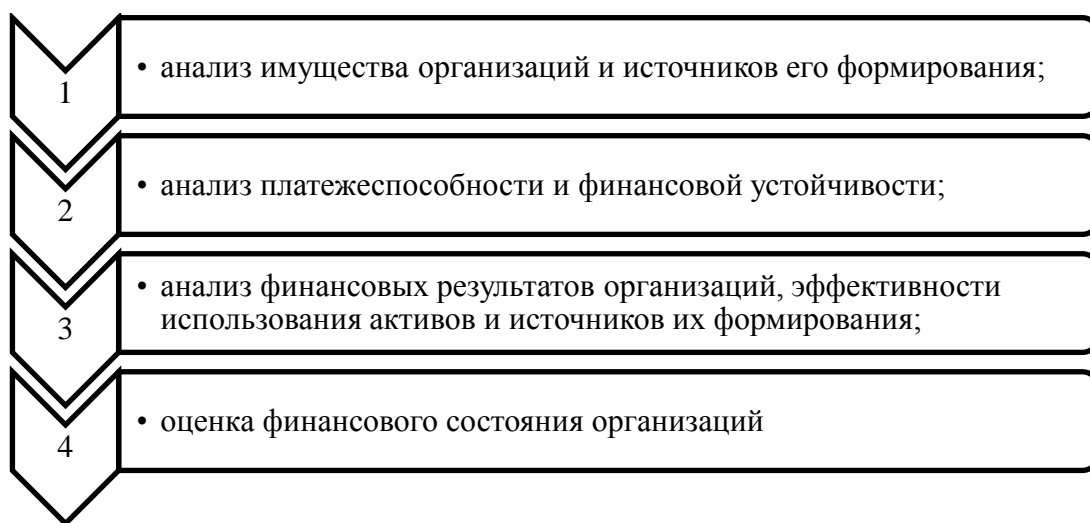 1
• анализ имущества организаций и источников его формирования;
2
• анализ платежеспособности и финансовой устойчивости;
3
• анализ финансовых результатов организаций, эффективности
использования активов и источников их формирования;
4
• оценка финансового состояния организаций